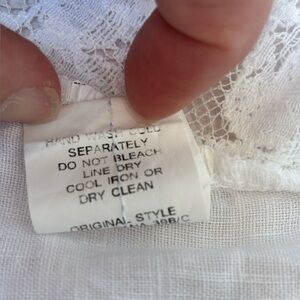 HAND WASH COLD
SEPARATELY
DO NOT BLEACH
LINE DRY
COOL IRON OR
DRY CLEAN
ORIGINAL STYLE